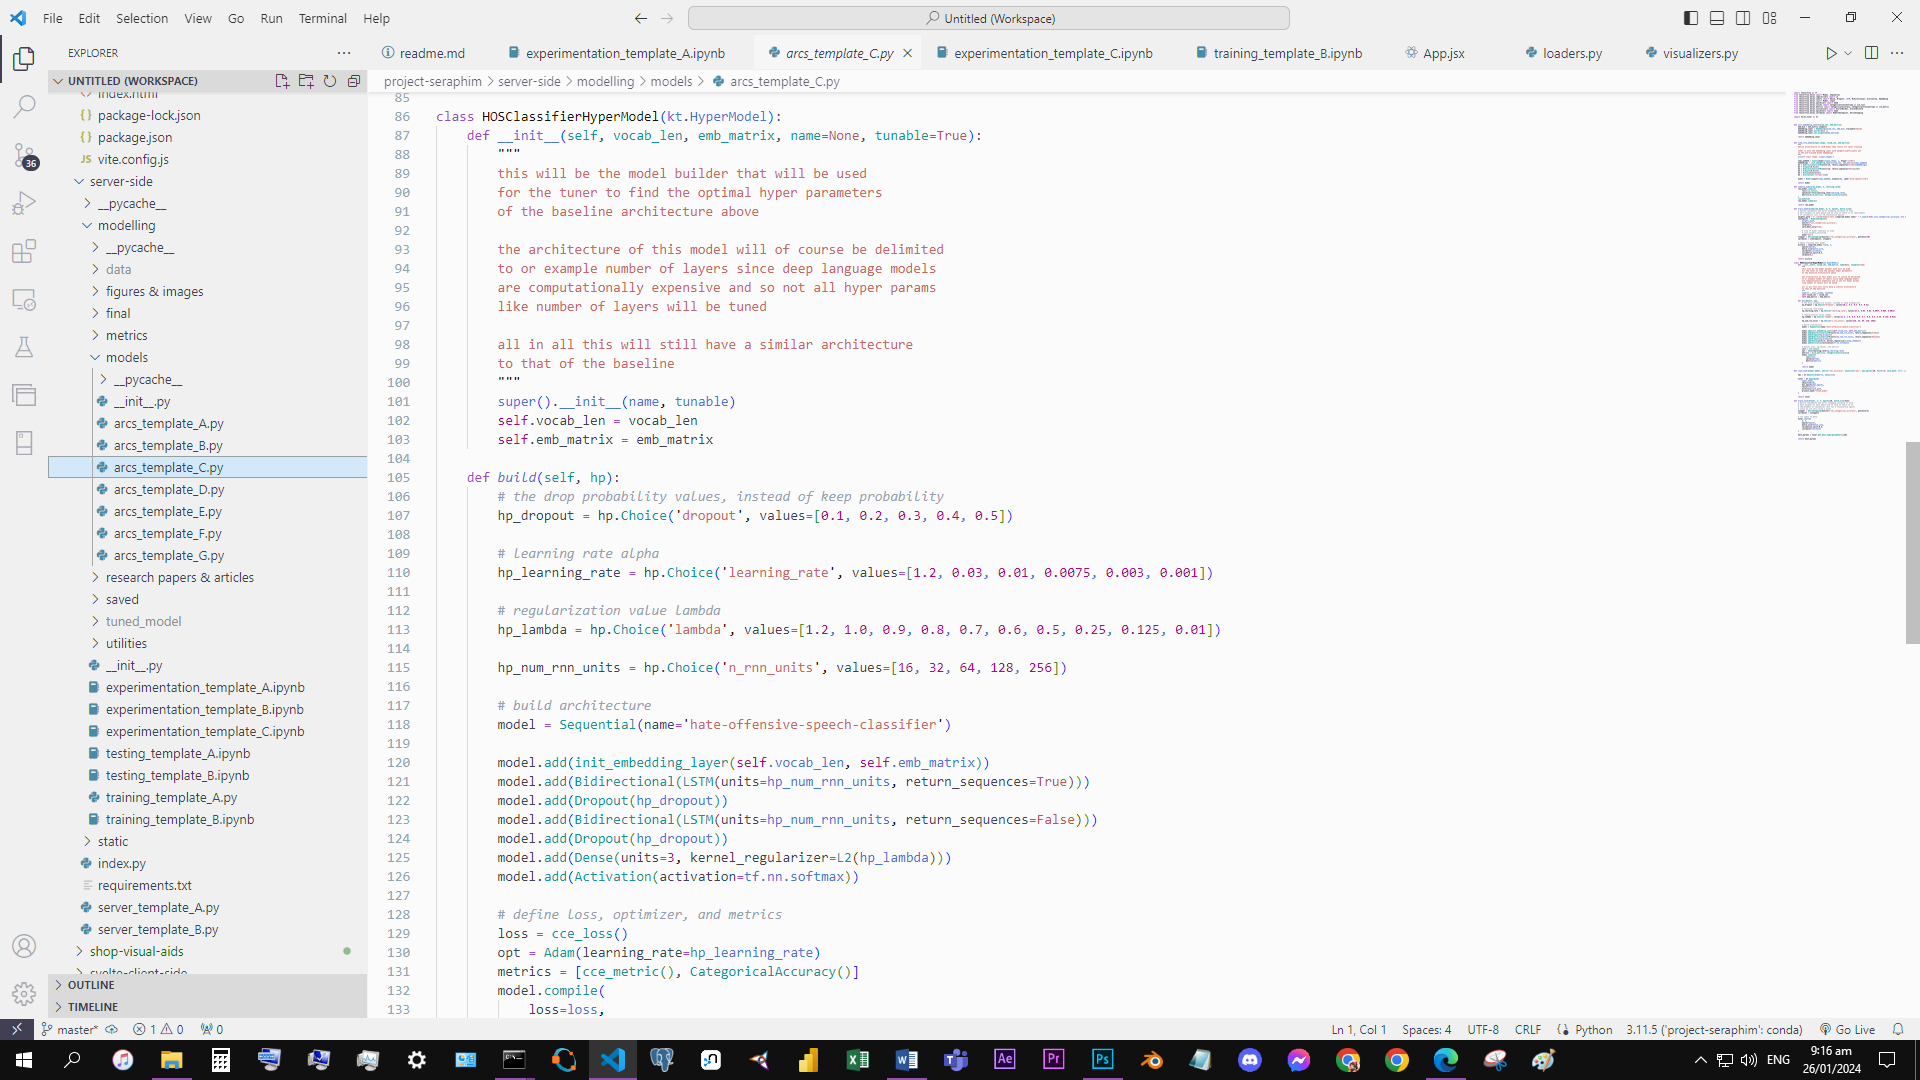 File Edit Selection View Go Run Terminal Help
Untitled (Workspace)
EXPLORER
readme.md
experimentation_template_A.ipynb
arcs_template_C.py
experimentation_template_C.ipynb
training_template_B.ipynb
App.jsx
loaders.py
visualizers.py
UNTITLED (WORKSPACE)
project-seraphim > server-side > modelling > models > arcs_template_C.py
index.html
package-lock.json
package.json
JS vite.config.js
server-side
__pycache__
modelling
__pycache__
data
figures & images
final
metrics
models
__pycache__
__init__.py
arcs_template_A.py
arcs_template_B.py
arcs_template_C.py
arcs_template_D.py
arcs_template_E.py
arcs_template_F.py
arcs_template_G.py
research papers & articles
saved
tuned_model
utilities
__init__.py
experimentation_template_A.ipynb
experimentation_template_B.ipynb
experimentation_template_C.ipynb
testing_template_A.ipynb
testing_template_B.ipynb
training_template_A.py
training_template_B.ipynb
static
index.py
requirements.txt
server_template_A.py
server_template_B.py
shop-visual-aids
svelte-client-side
OUTLINE
TIMELINE
36
85
86 class HOSClassifierHyperModel(kt.HyperModel):
87 def __init__(self, vocab_len, emb_matrix, name=None, tunable=True):
88 """
89 this will be the model builder that will be used
90 for the tuner to find the optimal hyper parameters
91 of the baseline architecture above
92
93 the architecture of this model will of course be delimited
94 to or example number of layers since deep language models
95 are computationally expensive and so not all hyper params
96 like number of layers will be tuned
97
98 all in all this will still have a similar architecture
99 to that of the baseline
100 """
101 super().__init__(name, tunable)
102 self.vocab_len = vocab_len
103 self.emb_matrix = emb_matrix
104
105 def build(self, hp):
106 # the drop probability values, instead of keep probability
107 hp_dropout = hp.Choice('dropout', values=[0.1, 0.2, 0.3, 0.4, 0.5])
108
109 # learning rate alpha
110 hp_learning_rate = hp.Choice('learning_rate', values=[1.2, 0.03, 0.01, 0.0075, 0.003, 0.001])
111
112 # regularization value lambda
113 hp_lambda = hp.Choice('lambda', values=[1.2, 1.0, 0.9, 0.8, 0.7, 0.6, 0.5, 0.25, 0.125, 0.01])
114
115 hp_num_rnn_units = hp.Choice('n_rnn_units', values=[16, 32, 64, 128, 256])
116
117 # build architecture
118 model = Sequential(name='hate-offensive-speech-classifier')
119
120 model.add(init_embedding_layer(self.vocab_len, self.emb_matrix))
121 model.add(Bidirectional(LSTM(units=hp_num_rnn_units, return_sequences=True)))
122 model.add(Dropout(hp_dropout))
123 model.add(Bidirectional(LSTM(units=hp_num_rnn_units, return_sequences=False)))
124 model.add(Dropout(hp_dropout))
125 model.add(Dense(units=3, kernel_regularizer=L2(hp_lambda)))
126 model.add(Activation(activation=tf.nn.softmax))
127
128 # define loss, optimizer, and metrics
129 loss = cce_loss()
130 opt = Adam(learning_rate=hp_learning_rate)
131 metrics = [cce_metric(), CategoricalAccuracy()]
132 model.compile(
133 loss=loss,
master* 1 0 0
Ln 1, Col 1 Spaces: 4 UTF-8 CRLF Python 3.11.5 ('project-seraphim': conda) Go Live
ENG
9:16 am
26/01/2024